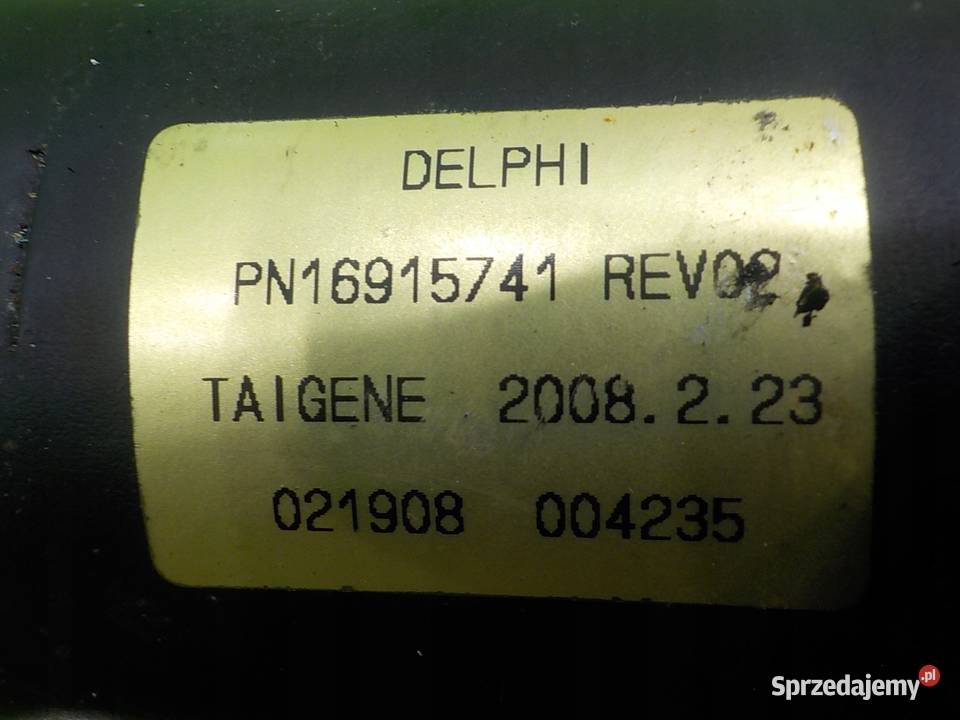 DELPHI
PN16915741 REV02
TAIGENE 2008.2.23
021908 004235
Sprzedajemy.pl